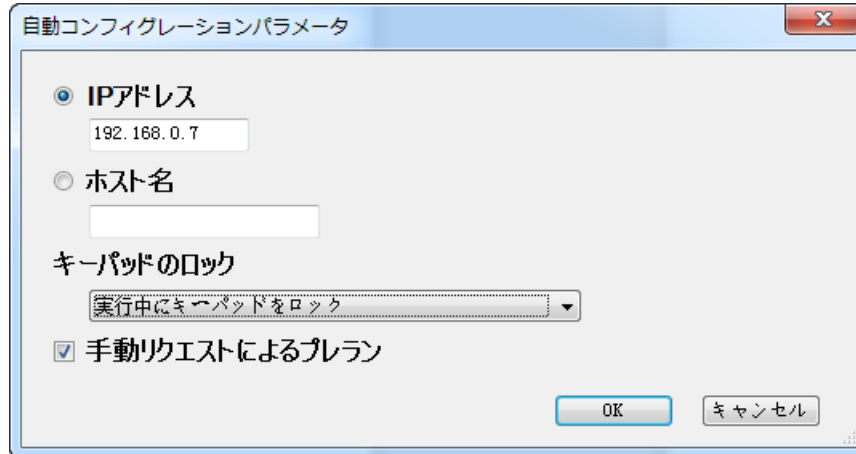 自動コンフィグレーションパラメータ
IPアドレス
192.168.0.7
ホスト名
キーパッドのロック
実行中にキーパッドをロック
手動リクエストによるプレラン
OK
キャンセル